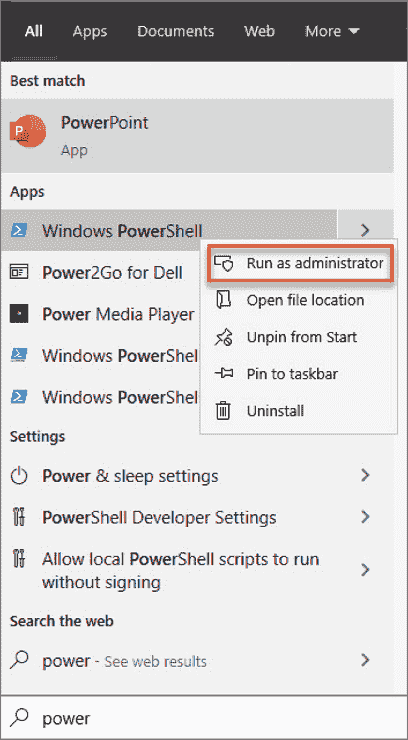 All Apps Documents Web More
Best match
PowerPoint
App
Apps
Windows PowerShell
Run as administrator
Power2Go for Dell
Open file location
Power Media Player
Unpin from Start
Windows PowerShel
Pin to taskbar
Windows PowerShel
Uninstall
Settings
Power & sleep settings
PowerShell Developer Settings
Allow local PowerShell scripts to run
without signing
Search the web
power - See web results
power